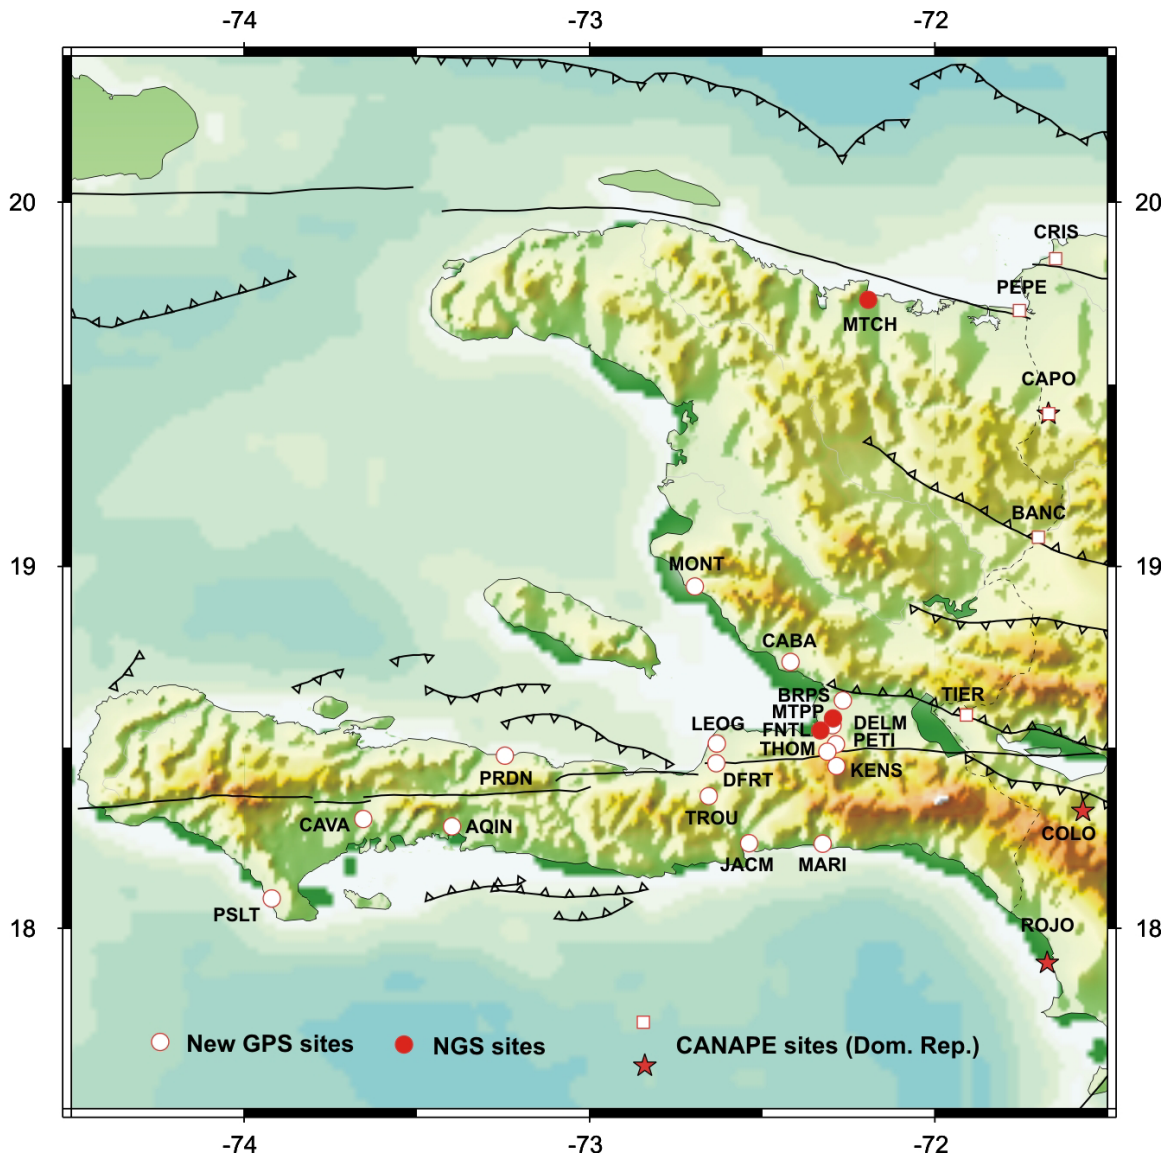 -74 -73 -72
20 20
CRIS
PEPE
MTCH
CAPO
BANC
19 19
MONT
CABA
BRPS TIER
MTPP
LEOG FNTL DELM
THOM PETI
PRDN DFRT KENS
CAVA AQIN TROU COLO
JACM MARI
PSLT ROJO
18 18
New GPS sites NGS sites CANAPE sites (Dom. Rep.)
-74 -73 -72